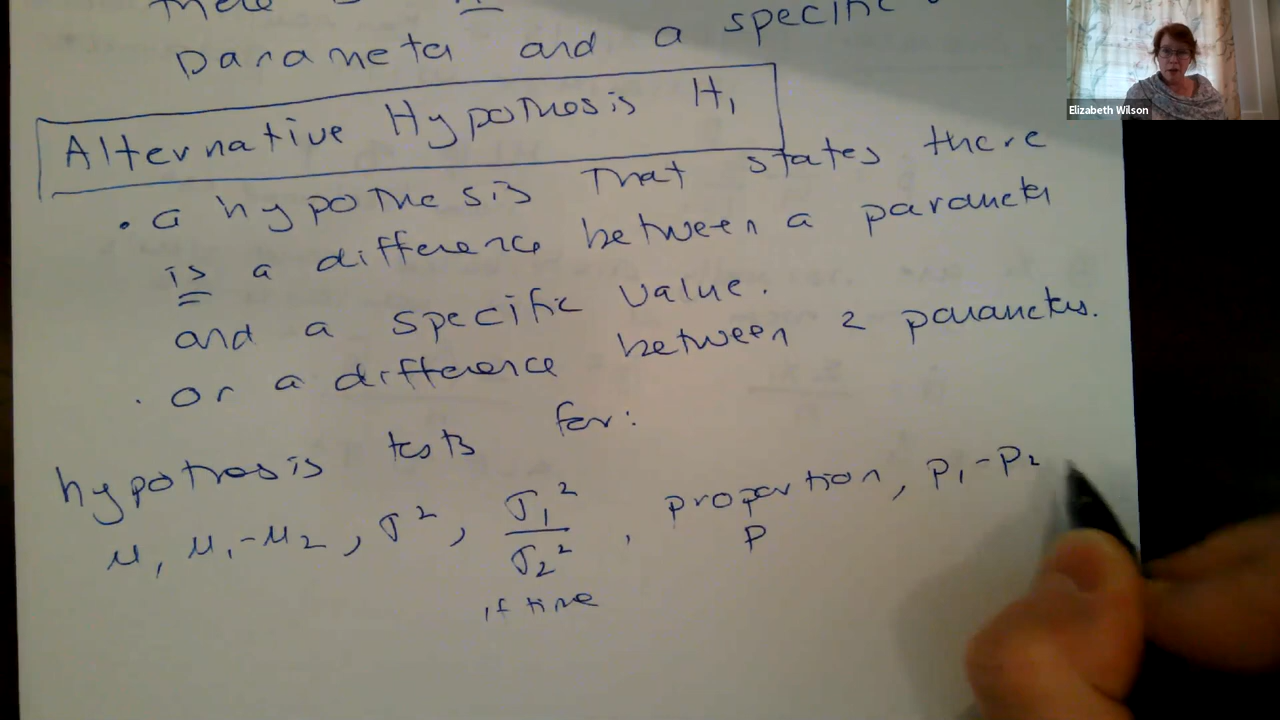 Parameter and a specific
Alternative Hypothesis H₁
• a hypothesis that states there
is a difference between a parameter
and a specific value.
• or a difference between 2 parameters.
hypothesis tests for:
μ, μ₁-μ₂, σ², σ₁²/σ₂², proportion, p₁-p₂
p
if time
Elizabeth Wilson